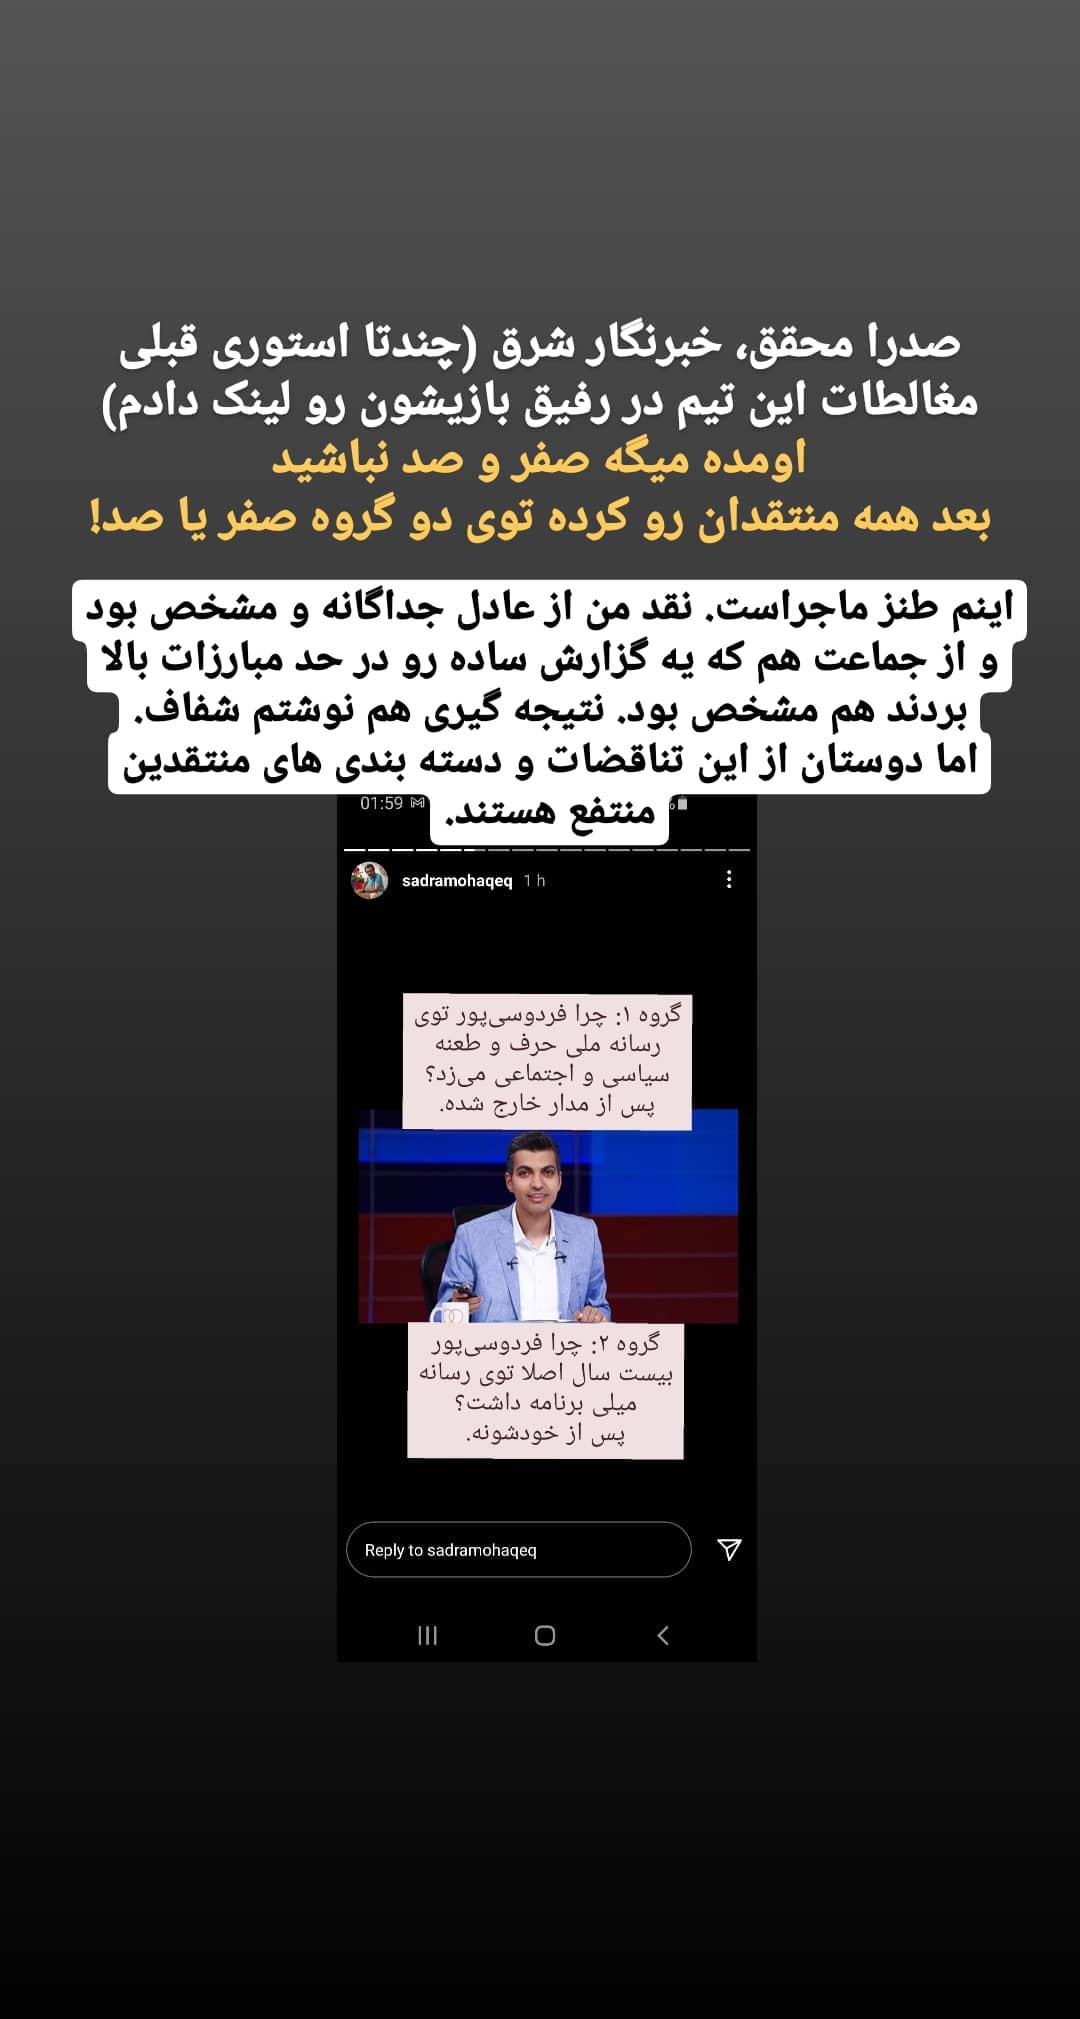 صدرا محقق، خبرنگار شرق (چندتا استوری قبلی
مغالطات این تیم در رفیق بازیشون رو لینک دادم)
اومده میگه صفر و صد نباشید
بعد همه منتقدان رو کرده توی دو گروه صفر یا صد!
اینم طنز ماجراست. نقد من از عادل جداگانه و مشخص بود
و از جماعت هم که یه گزارش ساده رو در حد مبارزات بالا
بردند هم مشخص بود. نتیجه گیری هم نوشتم شفاف.
اما دوستان از این تناقضات و دسته بندی های منتقدین
منتفع هستند.
01:59
sadramohaqeq 1 h
گروه ۱: چرا فردوسی‌پور توی
رسانه ملی حرف و طعنه
سیاسی و اجتماعی می‌زد؟
پس از مدار خارج شده.
گروه ۲: چرا فردوسی‌پور
بیست سال اصلا توی رسانه
میلی برنامه داشت؟
پس از خودشونه.
Reply to sadramohaqeq